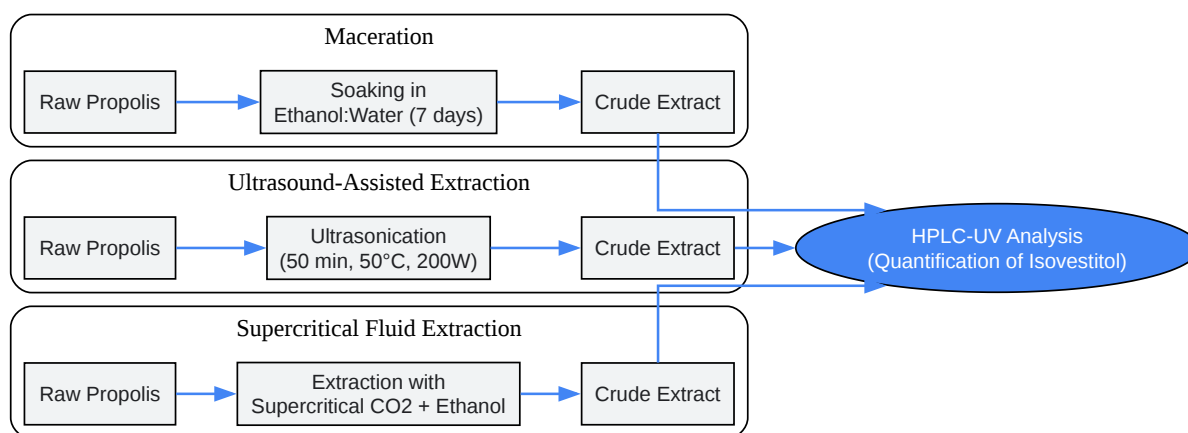 Maceration
Raw Propolis
Soaking in
Ethanol:Water (7 days)
Crude Extract
Ultrasound-Assisted Extraction
Raw Propolis
Ultrasonication
(50 min, 50°C, 200W)
Crude Extract
HPLC-UV Analysis
(Quantification of Isovestitol)
Supercritical Fluid Extraction
Raw Propolis
Extraction with
Supercritical CO2 + Ethanol
Crude Extract